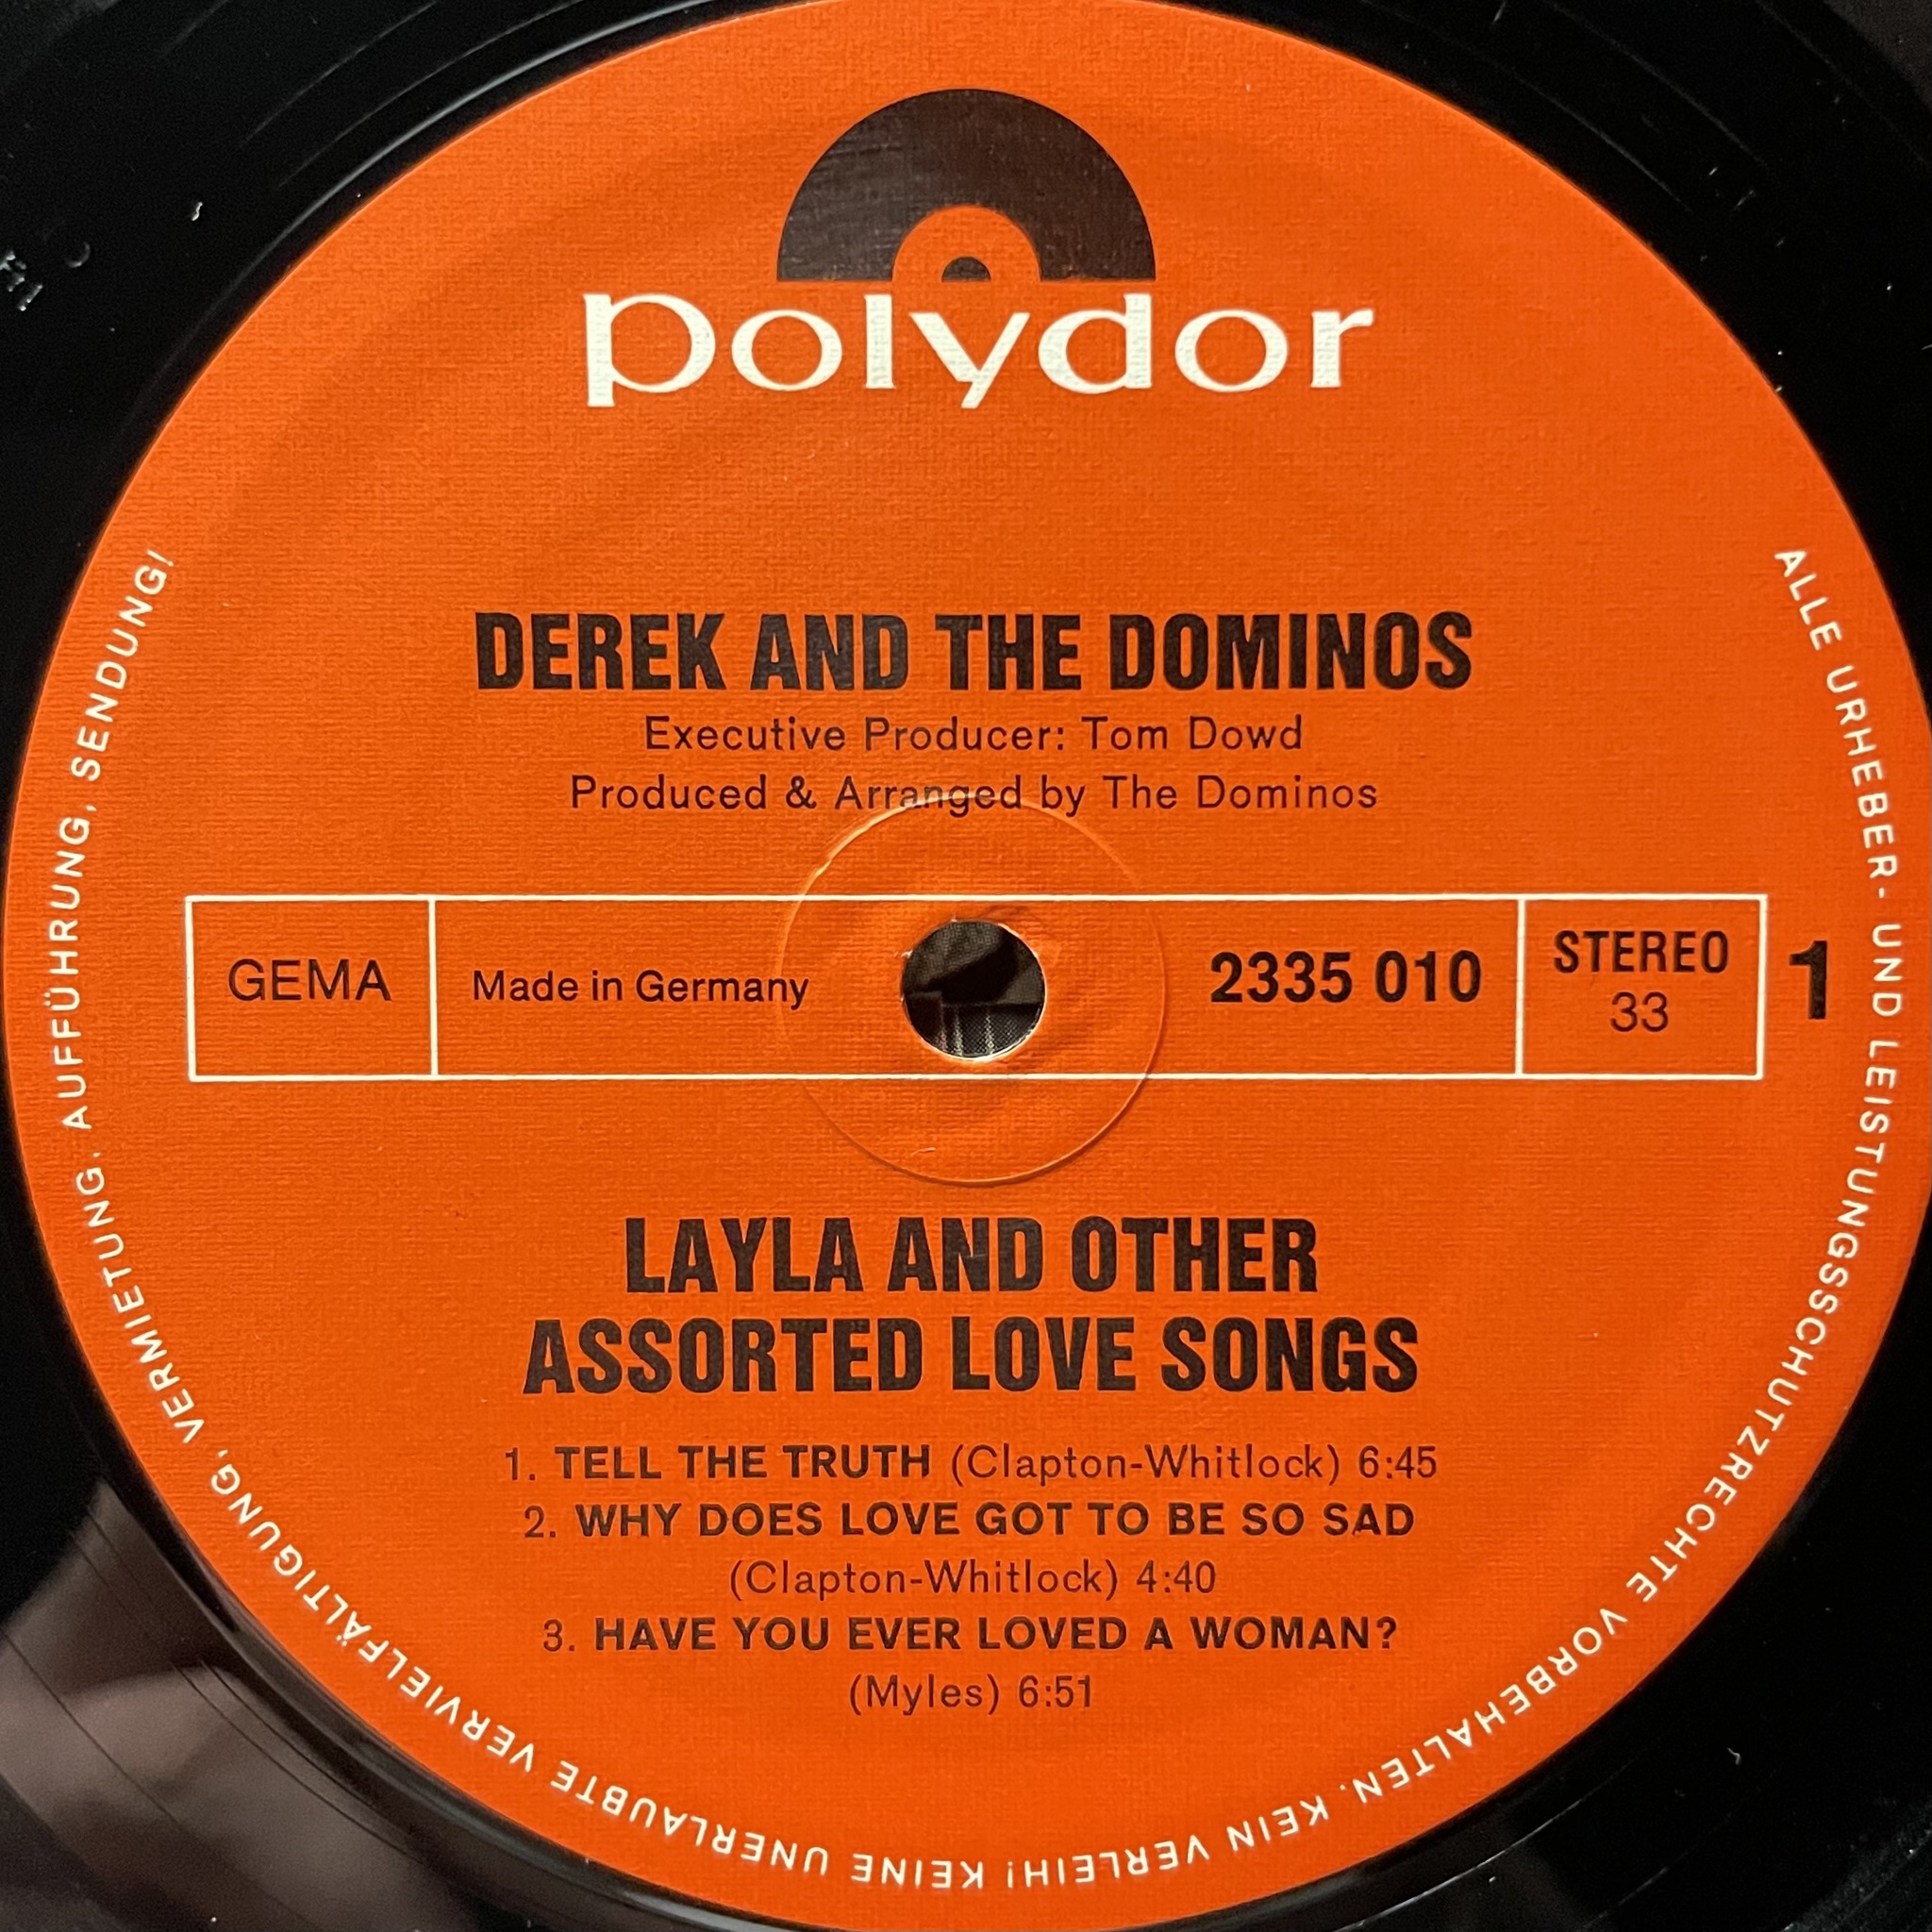 polydor
DEREK AND THE DOMINOS
Executive Producer: Tom Dowd
Produced & Arranged by The Dominos
GEMA
Made in Germany
2335 010
STEREO
33
1
LAYLA AND OTHER
ASSORTED LOVE SONGS
1. TELL THE TRUTH (Clapton-Whitlock) 6:45
2. WHY DOES LOVE GOT TO BE SO SAD
(Clapton-Whitlock) 4:40
3. HAVE YOU EVER LOVED A WOMAN?
(Myles) 6:51
ALLE URHEBER- UND LEISTUNGSSCHUTZRECHTE VORBEHALTEN. KEIN VERLEIH! KEINE UNERLAUBTE VERVIELFÄLTIGUNG, VERMIETUNG. AUFFÜHRUNG, SENDUNG!